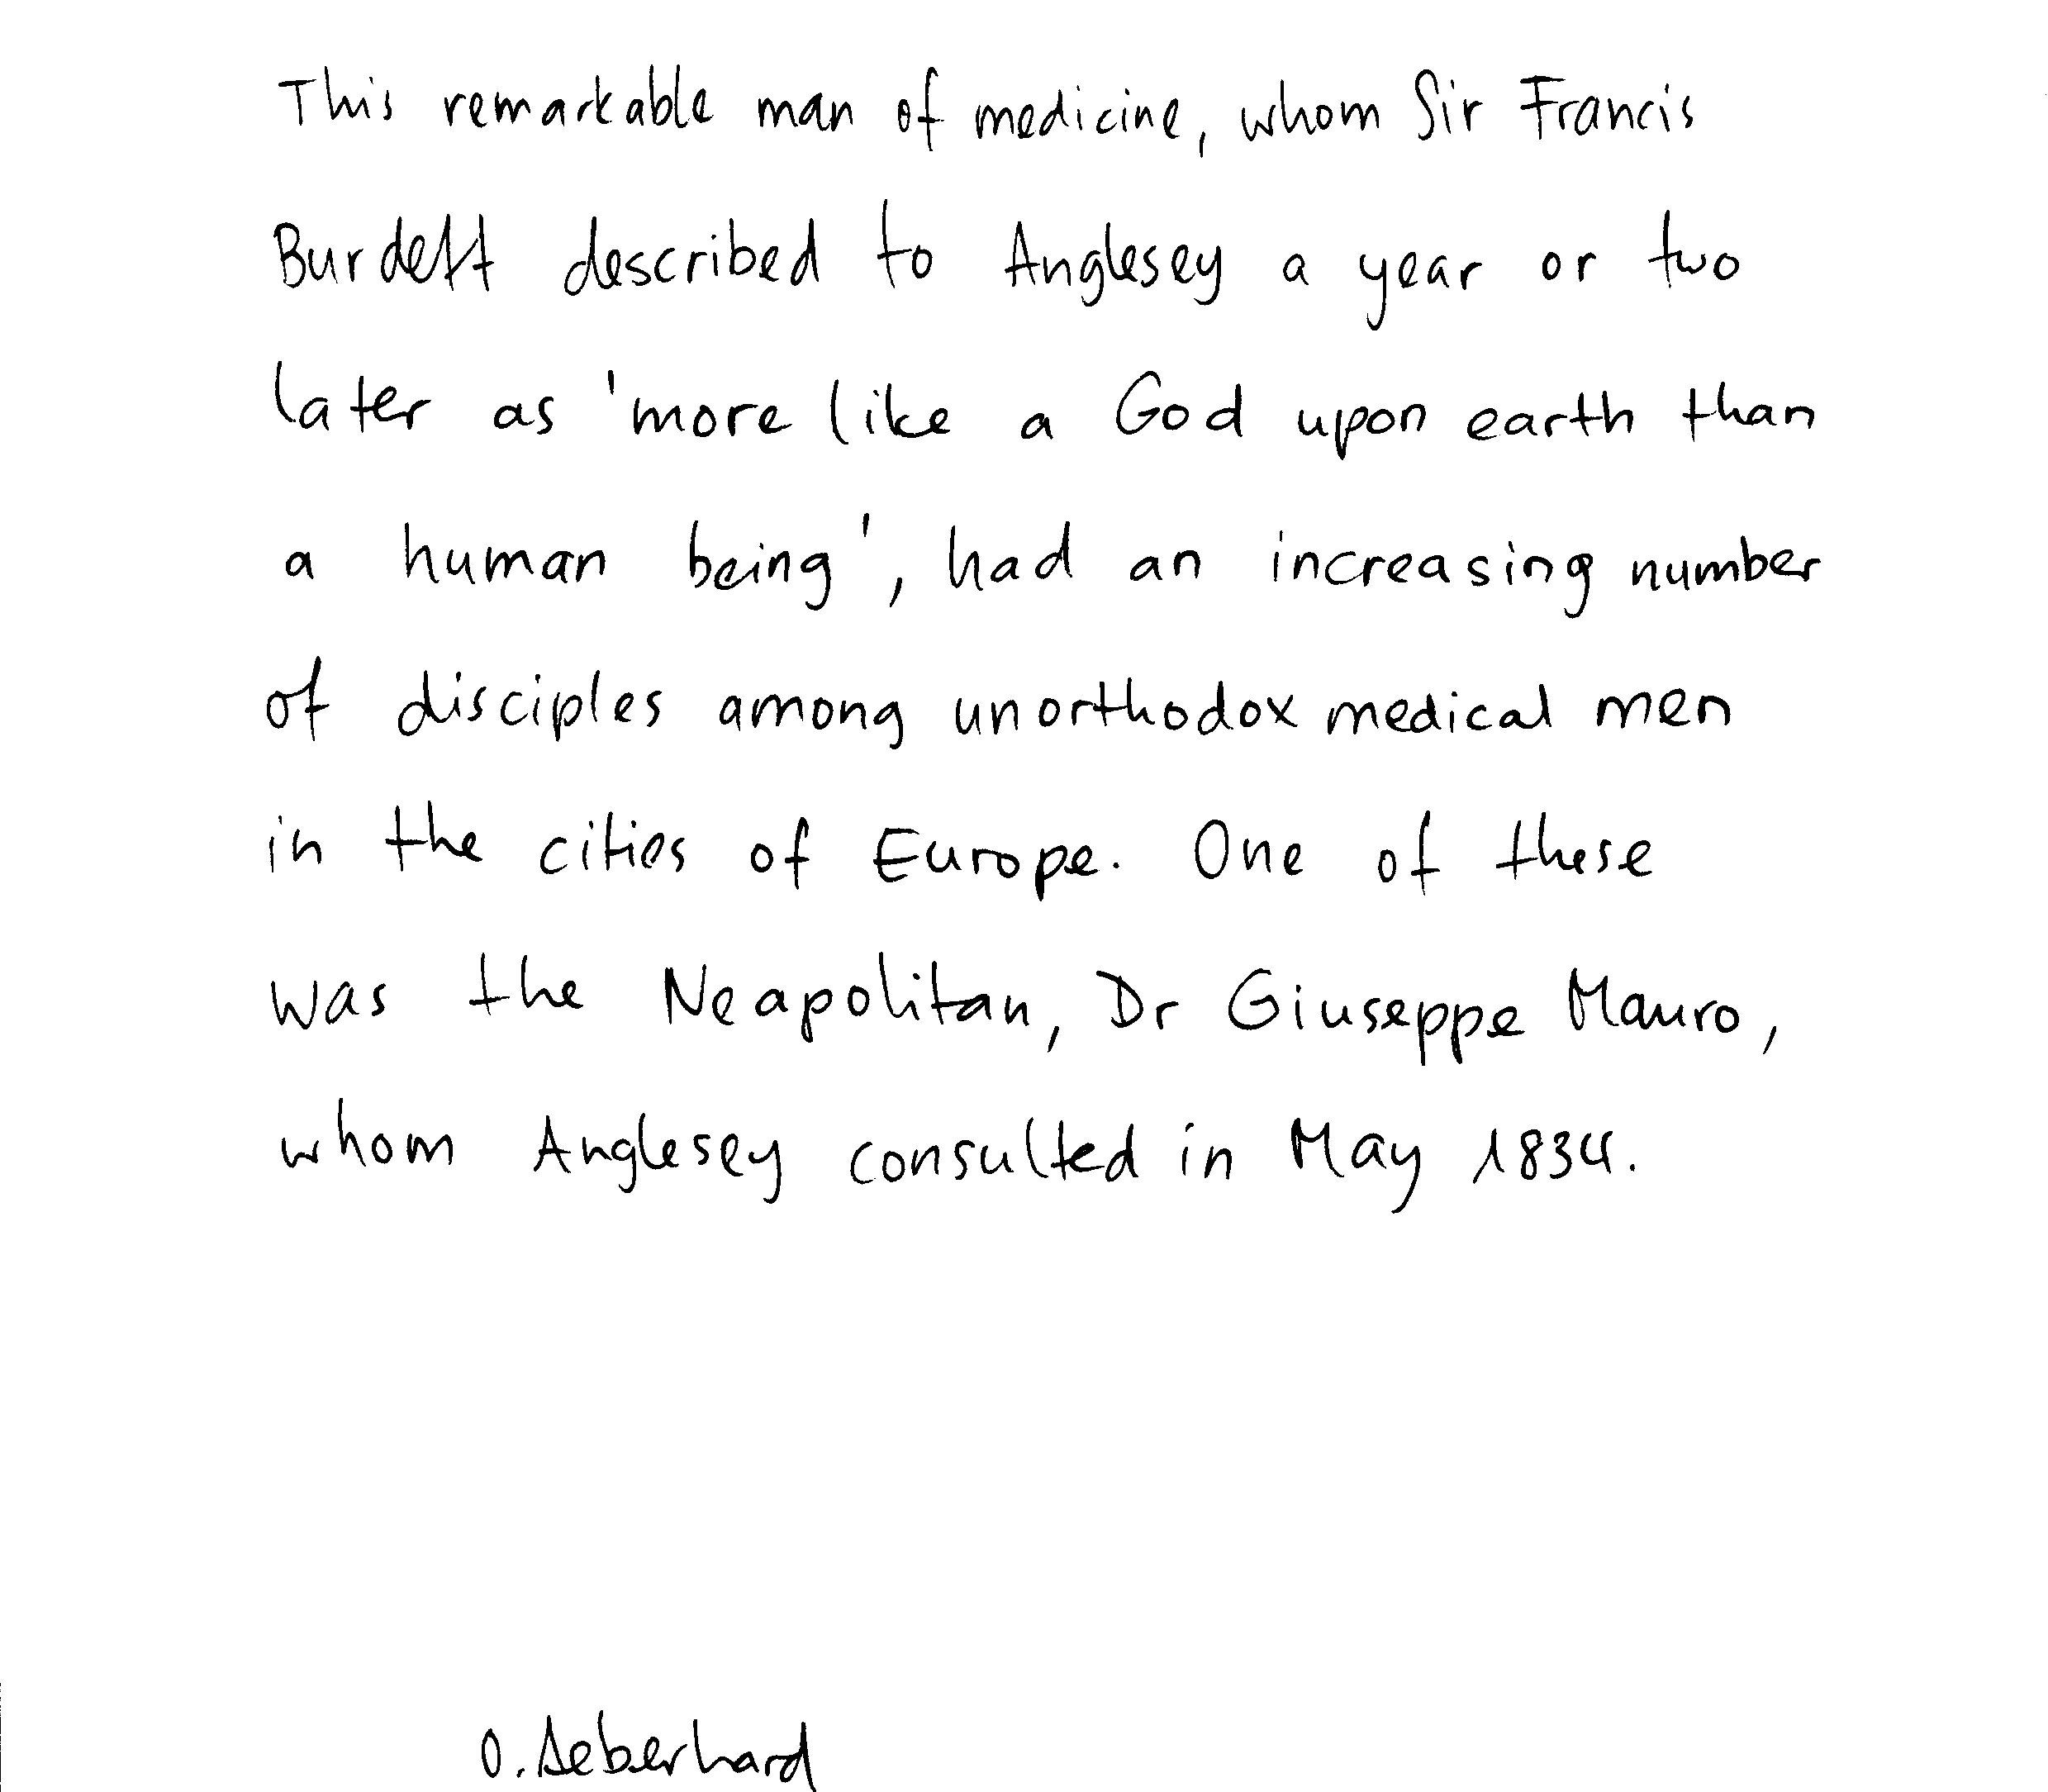 This remarkable man of medicine, whom Sir Francis
Burdett described to Anglesey a year or two
later as 'more like a God upon earth than
a human being', had an increasing number
of disciples among unorthodox medical men
in the cities of Europe. One of these
was the Neapolitan, Dr Giuseppe Mauro,
whom Anglesey consulted in May 1834.
O. Aeberhard